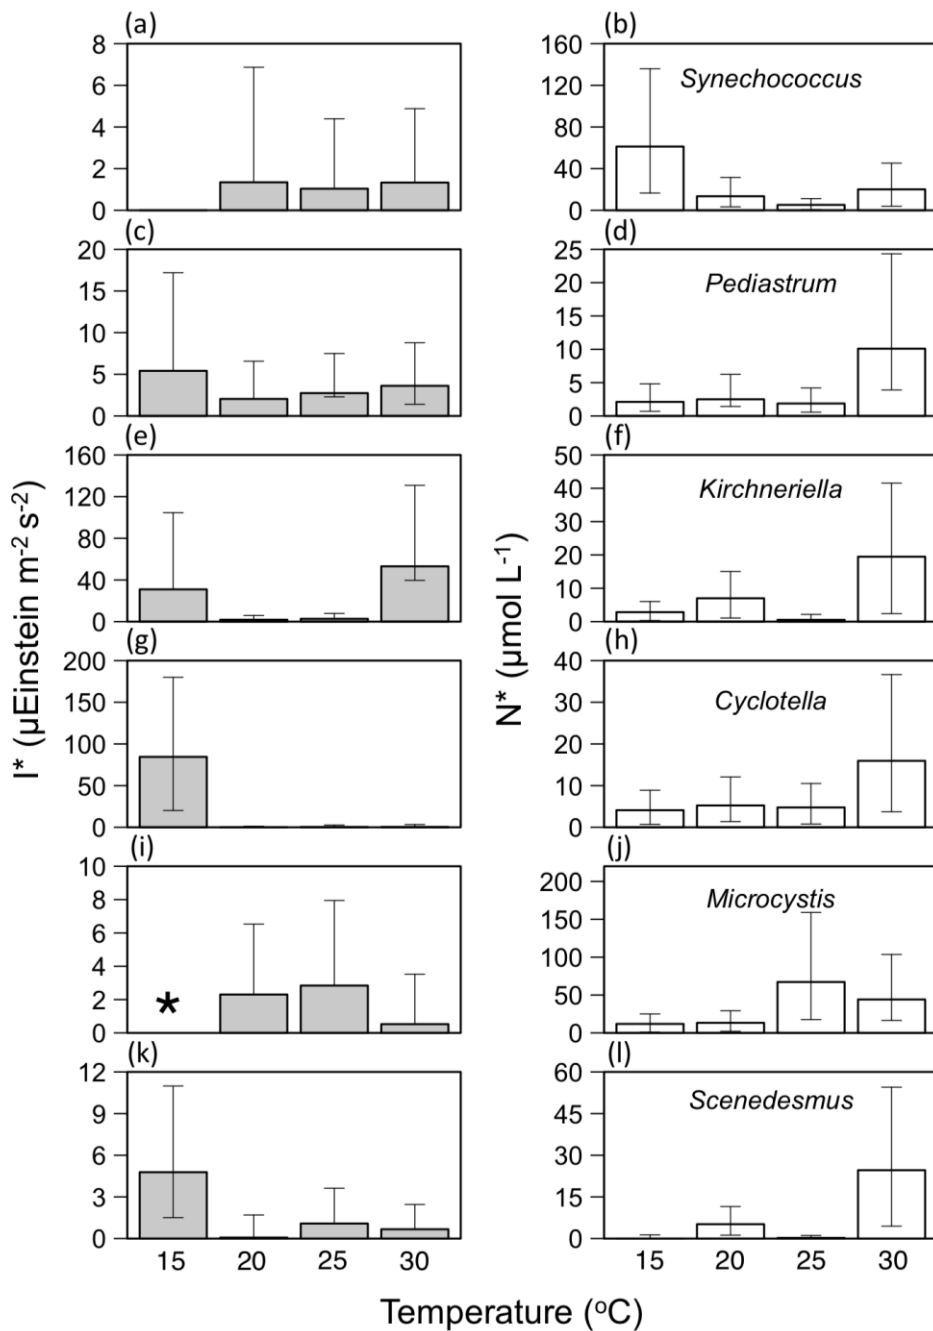 (a)
8
6
4
2
0
(b)
160
120
80
40
0
Synechococcus
(c)
20
15
10
5
0
(d)
25
20
15
10
5
0
Pediastrum
(e)
160
120
80
40
0
(f)
50
40
30
20
10
0
Kirchneriella
(g)
200
150
100
50
0
(h)
40
30
20
10
0
Cyclotella
(i)
10
8
6
4
2
0
*
(j)
200
150
100
50
0
Microcystis
(k)
12
9
6
3
0
(l)
60
45
30
15
0
Scenedesmus
15 20 25 30
15 20 25 30
I* (µEinstein m-2 s-2)
N* (µmol L-1)
Temperature (oC)